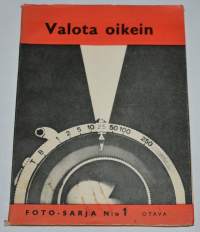 Valota oikein
T B 1 2 5 10 25 50 100 250
FOTO-SARJA N:o 1 OTAVA